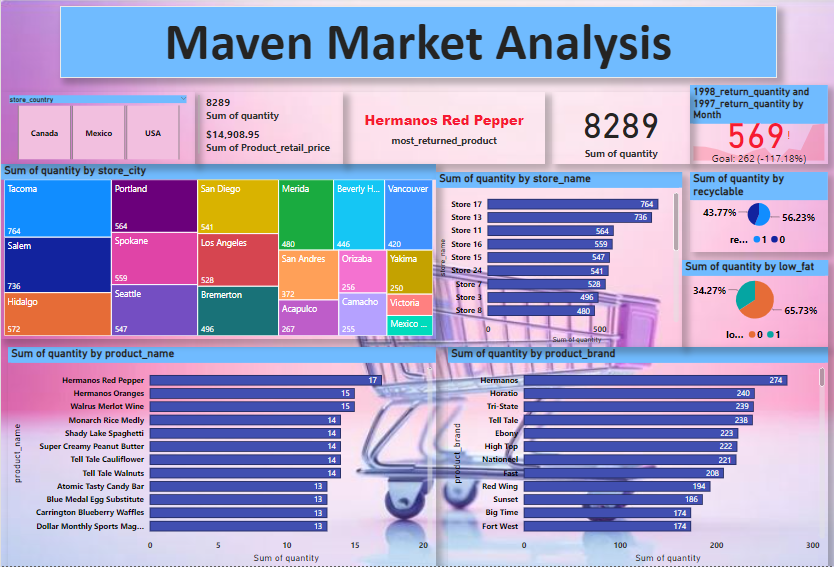 Maven Market Analysis
store_country
Canada
Mexico
USA
8289
Sum of quantity
$14,908.95
Sum of Product_retail_price
Hermanos Red Pepper
most_returned_product
8289
Sum of quantity
1998_return_quantity and
1997_return_quantity by
Month
569!
Goal: 262 (-117.18%)
Sum of quantity by store_city
Tacoma
764
Salem
736
Hidalgo
572
Portland
564
Spokane
559
Seattle
547
San Diego
541
Los Angeles
528
Bremerton
496
Merida
480
Beverly H...
446
Vancouver
420
San Andres
372
Acapulco
267
Orizaba
256
Camacho
255
Yakima
250
Victoria
Mexico ...
Sum of quantity by store_name
store_name
Store 17 764
Store 13 736
Store 11 564
Store 16 559
Store 15 547
Store 24 541
Store 7 528
Store 3 496
Store 8 480
0 500
Sum of quantity
Sum of quantity by
recyclable
43.77% 56.23%
re... 1 0
Sum of quantity by low_fat
34.27% 65.73%
lo... 0 1
Sum of quantity by product_name
product_name
Hermanos Red Pepper 17
Hermanos Oranges 15
Walrus Merlot Wine 15
Monarch Rice Medly 14
Shady Lake Spaghetti 14
Super Creamy Peanut Butter 14
Tell Tale Cauliflower 14
Tell Tale Walnuts 14
Atomic Tasty Candy Bar 13
Blue Medal Egg Substitute 13
Carrington Blueberry Waffles 13
Dollar Monthly Sports Mag... 13
0 5 10 15 20
Sum of quantity
Sum of quantity by product_brand
product_brand
Hermanos 274
Horatio 240
Tri-State 239
Tell Tale 238
Ebony 223
High Top 222
Nationeel 221
Fast 208
Red Wing 194
Sunset 186
Big Time 174
Fort West 174
0 100 200 300
Sum of quantity